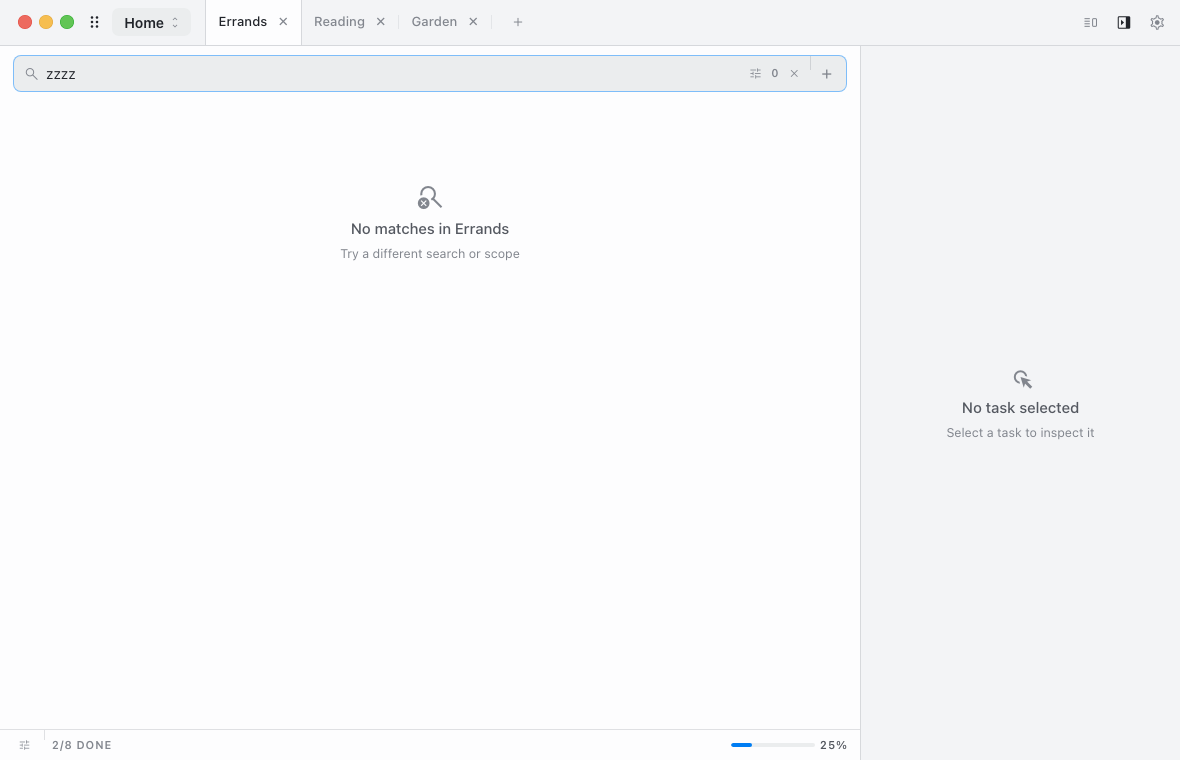 Home
Errands
Reading
Garden
zzzz
0
No matches in Errands
Try a different search or scope
No task selected
Select a task to inspect it
2/8 DONE
25%